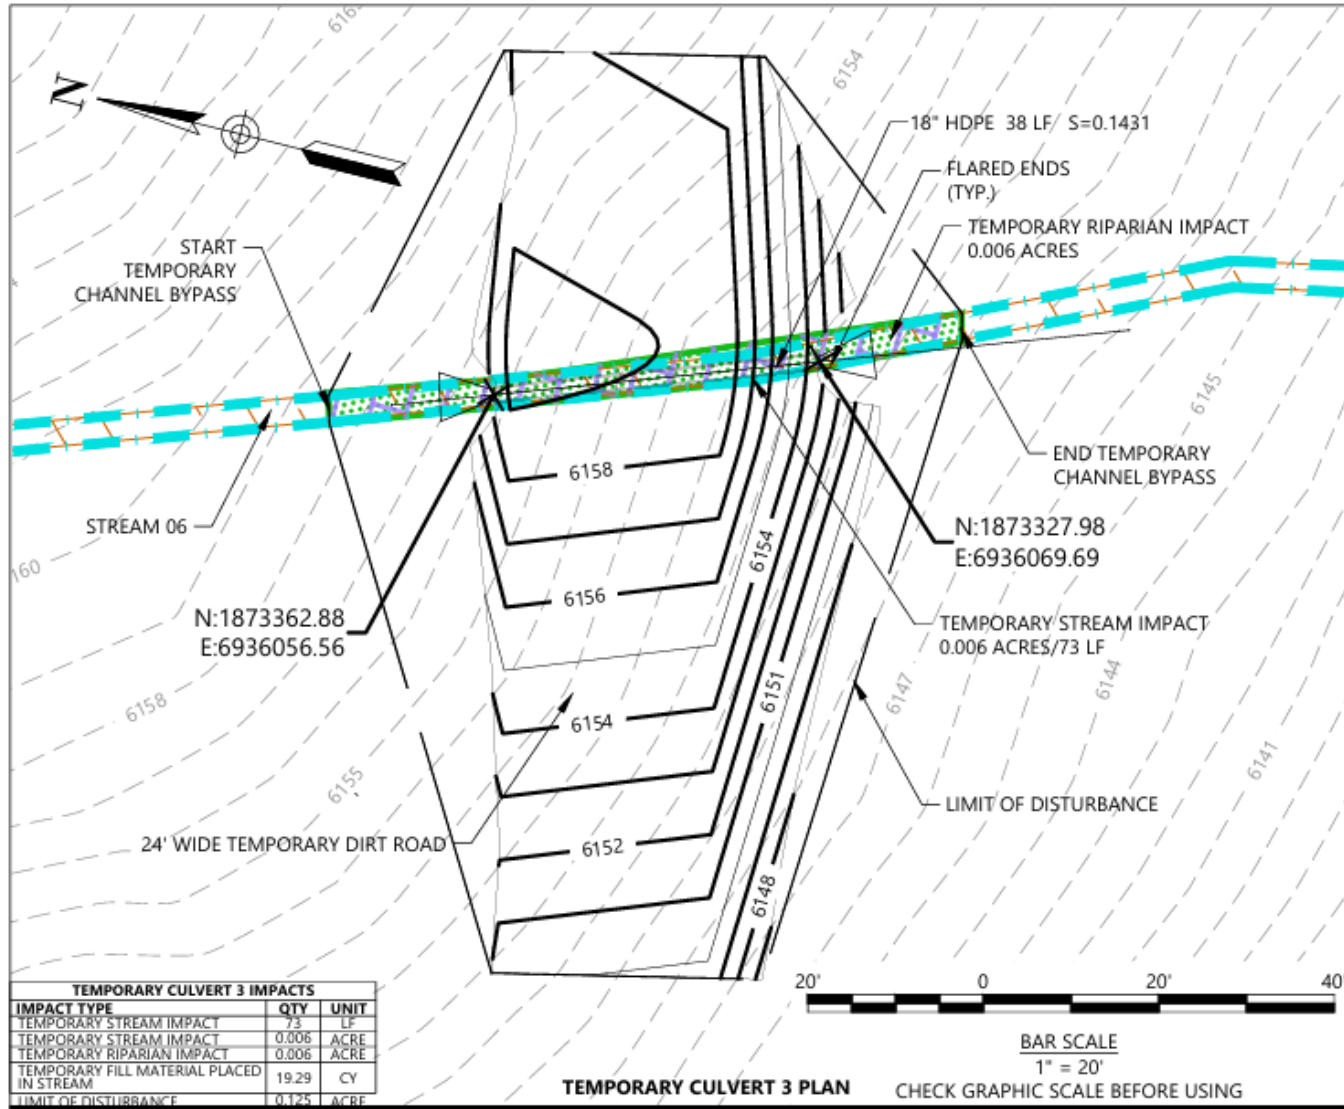 6163
6154
N
18" HDPE 38 LF S=0.1431
FLARED ENDS
(TYP.)
TEMPORARY RIPARIAN IMPACT
0.006 ACRES
START
TEMPORARY
CHANNEL BYPASS
6145
END TEMPORARY
CHANNEL BYPASS
6158
STREAM 06
N:1873327.98
E:6936069.69
6154
160
6156
N:1873362.88
E:6936056.56
TEMPORARY STREAM IMPACT
0.006 ACRES/73 LF
6158
6154
6151
6147
6144
6141
6155
LIMIT OF DISTURBANCE
24' WIDE TEMPORARY DIRT ROAD
6152
6148
TEMPORARY CULVERT 3 IMPACTS
IMPACT TYPE QTY UNIT
TEMPORARY STREAM IMPACT 73 LF
TEMPORARY STREAM IMPACT 0.006 ACRE
TEMPORARY RIPARIAN IMPACT 0.006 ACRE
TEMPORARY FILL MATERIAL PLACED
IN STREAM 19.29 CY
LIMIT OF DISTURBANCE 0.125 ACRE
20' 0 20' 40'
BAR SCALE
1" = 20'
TEMPORARY CULVERT 3 PLAN
CHECK GRAPHIC SCALE BEFORE USING